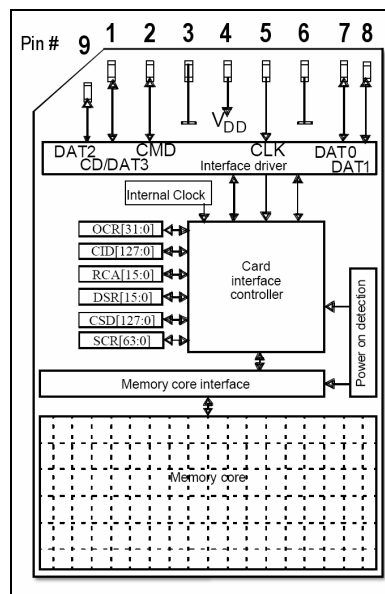 Pin #
9 1 2 3 4 5 6 7 8
VDD
DAT2 CMD CLK DAT0
CD/DAT3 Interface driver DAT1
Internal Clock
OCR[31:0]
CID[127:0]
RCA[15:0]
DSR[15:0]
CSD[127:0]
SCR[63:0]
Card
interface
controller
Power on detection
Memory core interface
Memory core